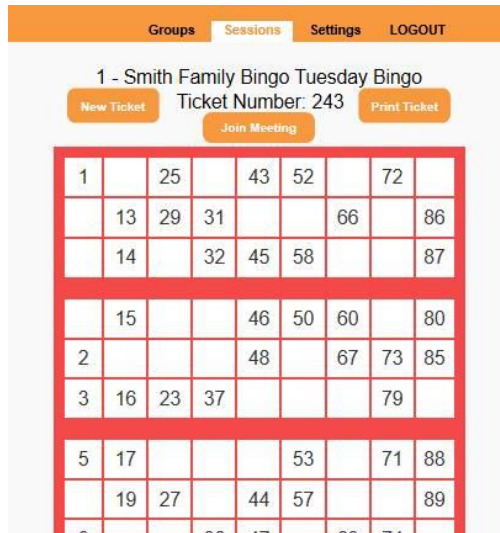 Groups Sessions Settings LOGOUT
1 - Smith Family Bingo Tuesday Bingo
New Ticket Ticket Number: 243 Print Ticket
Join Meeting
1 25 43 52 72
13 29 31 66 86
14 32 45 58 87
15 46 50 60 80
2 48 67 73 85
3 16 23 37 79
5 17 53 71 88
19 27 44 57 89